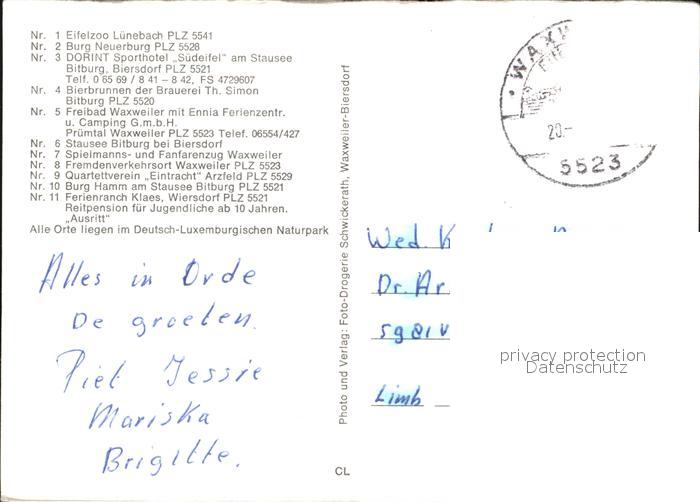 Nr. 1 Eifelzoo Lünebach PLZ 5541
Nr. 2 Burg Neuerburg PLZ 5528
Nr. 3 DORINT Sporthotel „Südeifel" am Stausee
Bitburg, Biersdorf PLZ 5521
Telf. 0 65 69 / 8 41 – 8 42, FS 4729607
Nr. 4 Bierbrunnen der Brauerei Th. Simon
Bitburg PLZ 5520
Nr. 5 Freibad Waxweiler mit Ennia Ferienzentr.
u. Camping G.m.b.H.
Prümtal Waxweiler PLZ 5523 Telef. 06554/427
Nr. 6 Stausee Bitburg bei Biersdorf
Nr. 7 Spielmanns- und Fanfarenzug Waxweiler
Nr. 8 Fremdenverkehrsort Waxweiler PLZ 5523
Nr. 9 Quartettverein „Eintracht" Arzfeld PLZ 5529
Nr. 10 Burg Hamm am Stausee Bitburg PLZ 5521
Nr. 11 Ferienranch Klaes, Wiersdorf PLZ 5521
Reitpension für Jugendliche ab 10 Jahren.
„Ausritt"
Alle Orte liegen im Deutsch-Luxemburgischen Naturpark
Alles in Orde
De groeten.
Piet Jessie
Mariska
Brigitte.
Photo und Verlag: Foto-Drogerie Schwickerath, Waxweiler-Biersdorf
CL
WAXW
20.-
5523
Wed. K
Dr. Ar
Limb
privacy protection
Datenschutz